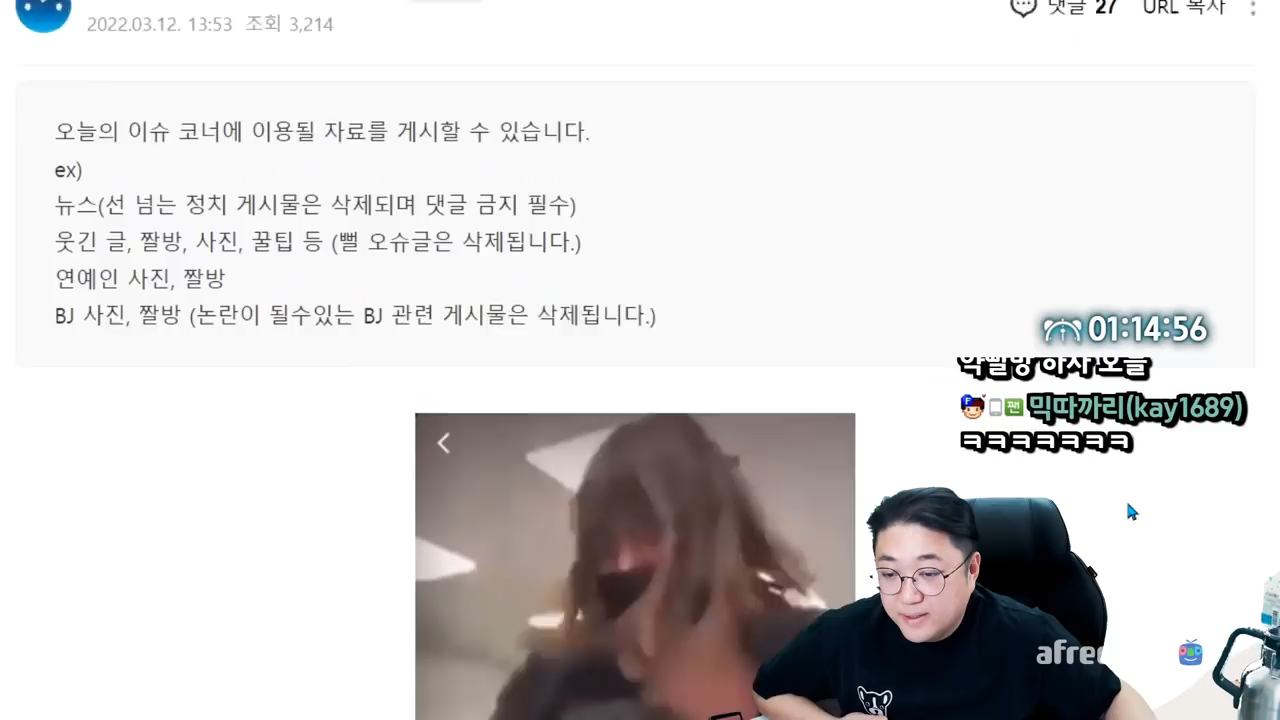 2022.03.12. 13:53 조회 3,214
댓글 27 URL 복사
오늘의 이슈 코너에 이용될 자료를 게시할 수 있습니다.
ex)
뉴스(선 넘는 정치 게시물은 삭제되며 댓글 금지 필수)
웃긴 글, 짤방, 사진, 꿀팁 등 (뻘 오슈글은 삭제됩니다.)
연예인 사진, 짤방
BJ 사진, 짤방 (논란이 될수있는 BJ 관련 게시물은 삭제됩니다.)
01:14:56
하자 오늘
믹따까리(kay1689)
ㅋㅋㅋㅋㅋㅋㅋ
afree